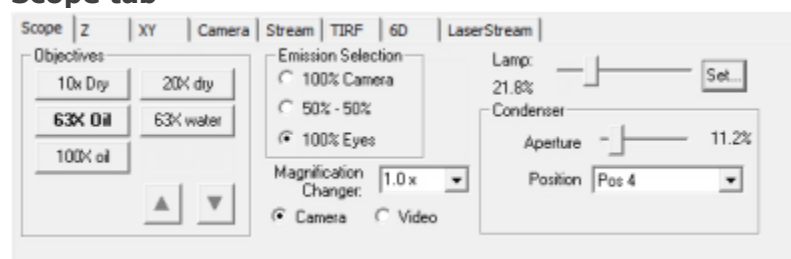 Scope tab
Scope Z XY Camera Stream TIRF 6D LaserStream
Objectives
10x Dry 20X dry
63X Oil 63X water
100X oil
Emission Selection
100% Camera
50% - 50%
100% Eyes
Magnification Changer: 1.0 x
Camera Video
Lamp:
21.8%
Set...
Condenser
Aperture 11.2%
Position Pos 4